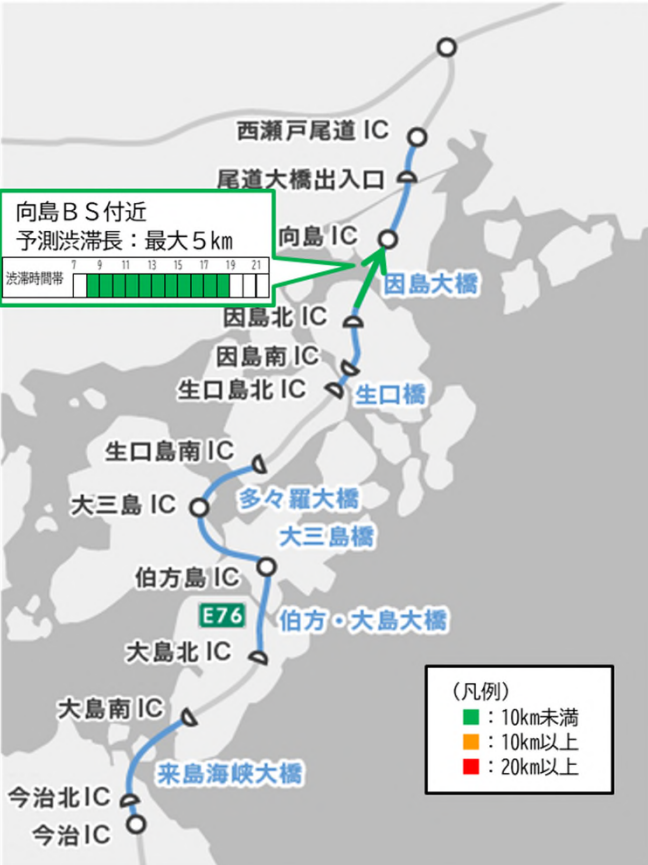 西瀬戸尾道 IC
尾道大橋出入口
向島ＢＳ付近
予測渋滞長：最大５km
7 9 11 13 15 17 19 21
渋滞時間帯
向島 IC
因島大橋
因島北 IC
因島南 IC
生口島北 IC
生口橋
生口島南 IC
多々羅大橋
大三島 IC
大三島橋
伯方島 IC
E76
伯方・大島大橋
大島北 IC
大島南 IC
来島海峡大橋
今治北 IC
今治 IC
（凡例）
：10km未満
：10km以上
：20km以上